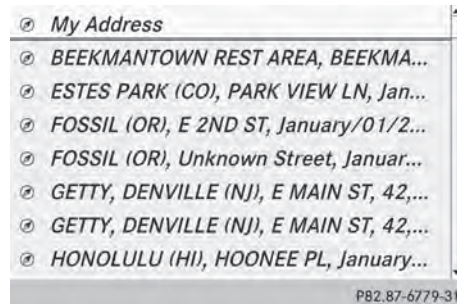 My Address
BEEKMANTOWN REST AREA, BEEKMA...
ESTES PARK (CO), PARK VIEW LN, Jan...
FOSSIL (OR), E 2ND ST, January/01/2...
FOSSIL (OR), Unknown Street, Januar...
GETTY, DENVILLE (NJ), E MAIN ST, 42,...
GETTY, DENVILLE (NJ), E MAIN ST, 42,...
HONOLULU (HI), HOONEE PL, January...
P82.87-6779-31